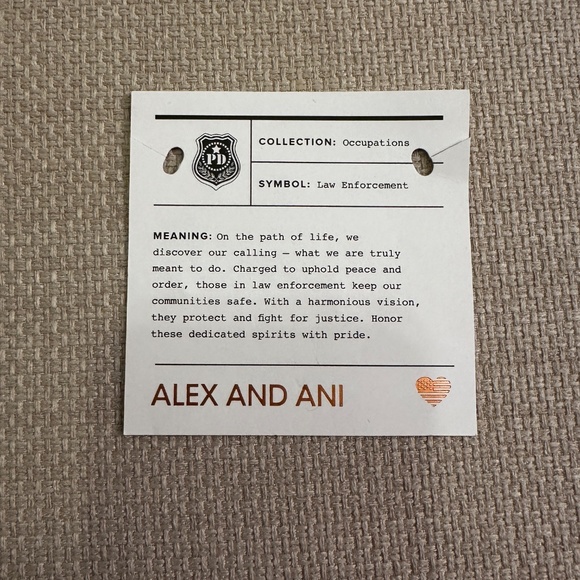 PD
COLLECTION: Occupations
SYMBOL: Law Enforcement
MEANING: On the path of life, we
discover our calling — what we are truly
meant to do. Charged to uphold peace and
order, those in law enforcement keep our
communities safe. With a harmonious vision,
they protect and fight for justice. Honor
these dedicated spirits with pride.
ALEX AND ANI